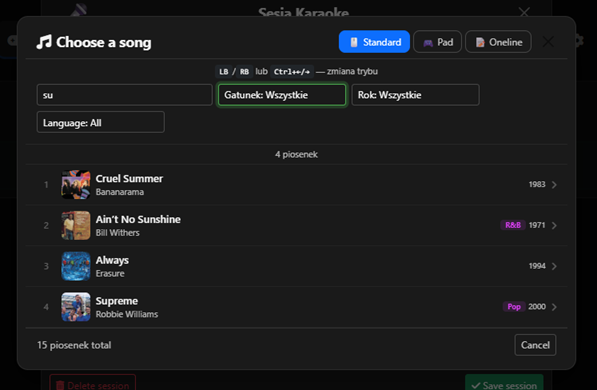 Sesja Karaoke
Choose a song
Standard
Pad
Oneline
LB / RB lub Ctrl+←/→ — zmiana trybu
su
Gatunek: Wszystkie
Rok: Wszystkie
Language: All
4 piosenek
1
Cruel Summer
Bananarama
1983
2
Ain't No Sunshine
Bill Withers
R&B 1971
3
Always
Erasure
1994
4
Supreme
Robbie Williams
Pop 2000
15 piosenek total
Cancel
Delete session
Save session